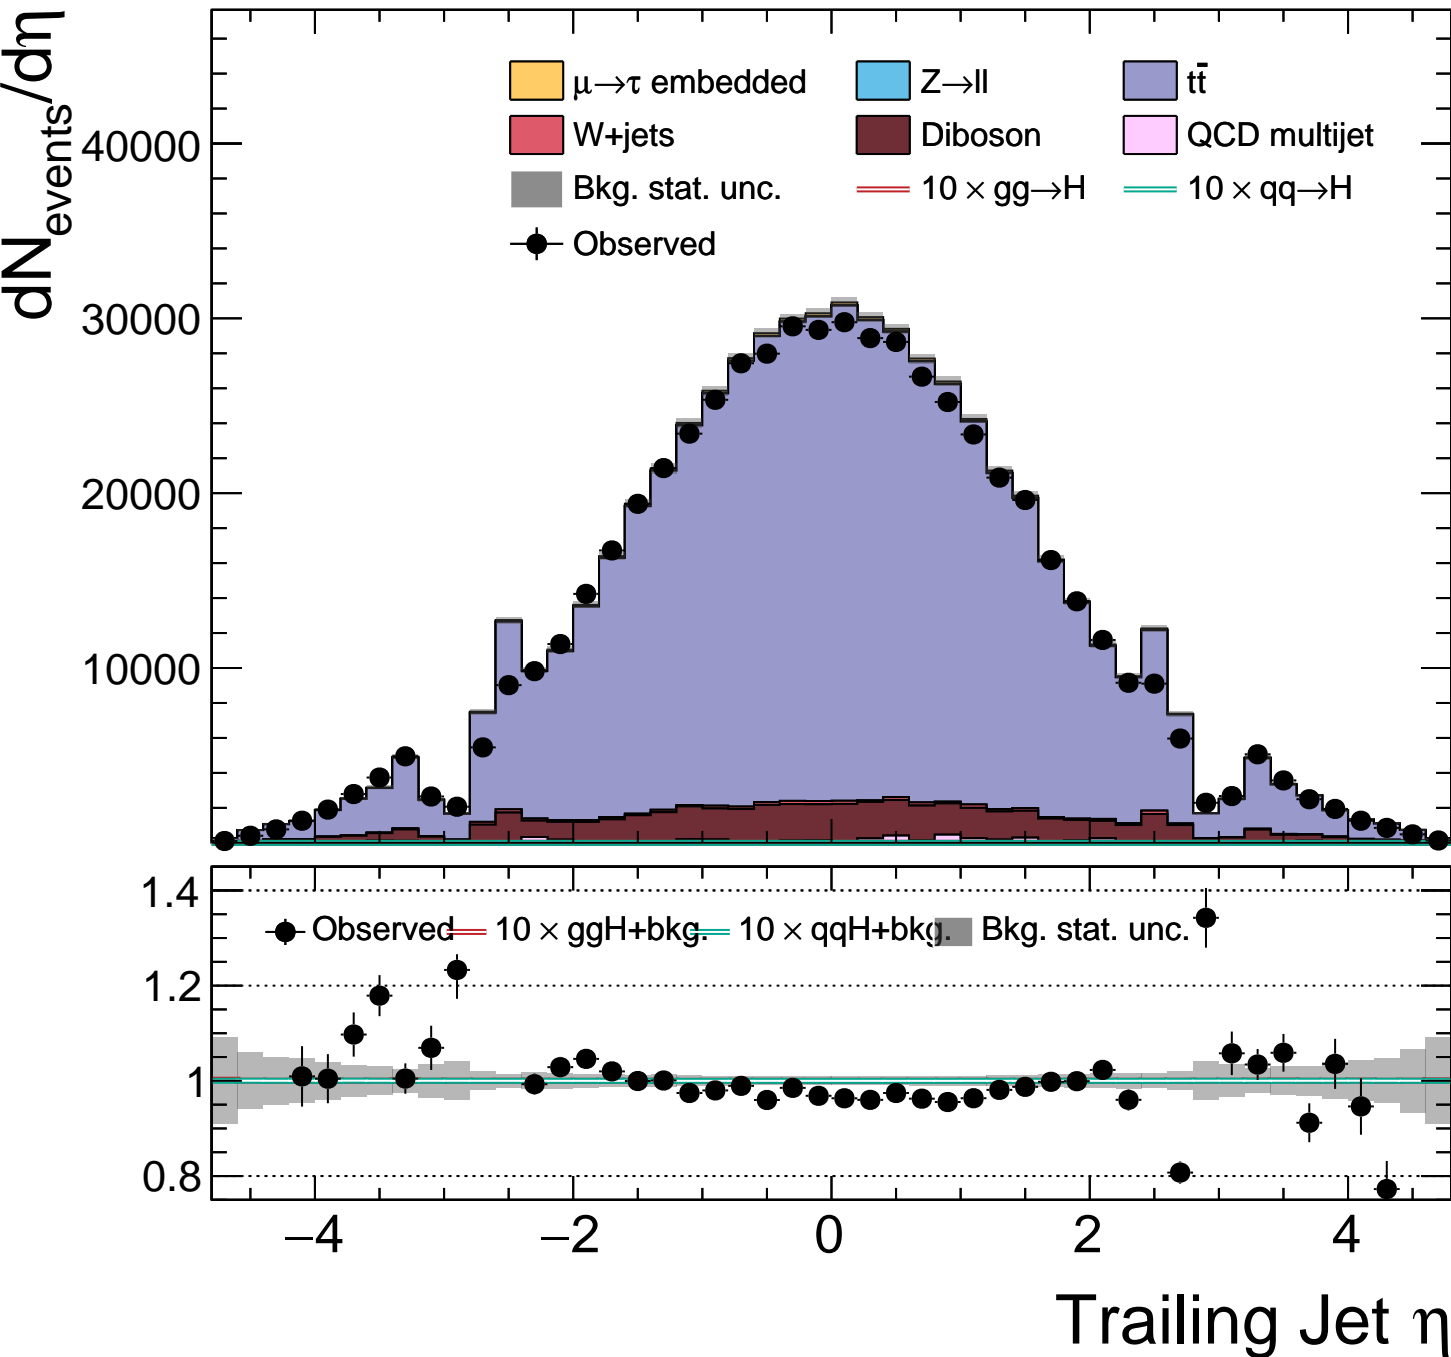 dN_events/dη
μ→τ embedded Z→ll tt̄
W+jets Diboson QCD multijet
Bkg. stat. unc. 10 × gg→H 10 × qq→H
Observed
40000
30000
20000
10000
Observed 10 × ggH+bkg. 10 × qqH+bkg. Bkg. stat. unc.
1.4
1.2
1
0.8
−4 −2 0 2 4
Trailing Jet η